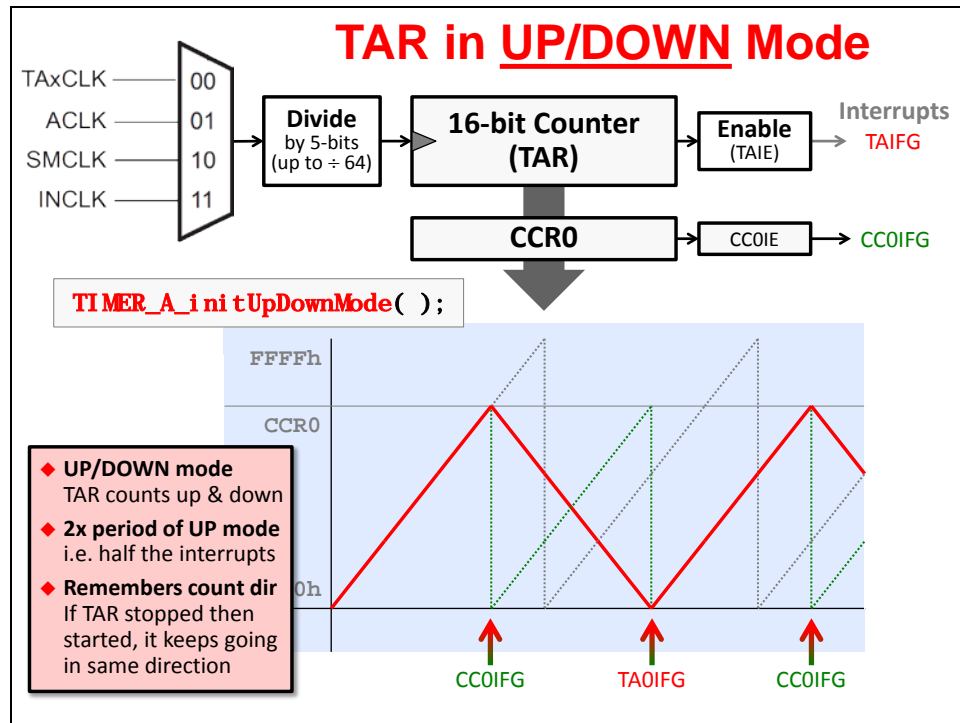 TAR in UP/DOWN Mode
TAxCLK
00
ACLK
01
SMCLK
10
INCLK
11
Divide
by 5-bits
(up to ÷ 64)
16-bit Counter
(TAR)
Enable
(TAIE)
Interrupts
TAIFG
CCR0
CC0IE
CC0IFG
TIMER_A_initUpDownMode( );
FFFFh
CCR0
0h
◆ UP/DOWN mode
TAR counts up & down
◆ 2x period of UP mode
i.e. half the interrupts
◆ Remembers count dir
If TAR stopped then
started, it keeps going
in same direction
CC0IFG
TA0IFG
CC0IFG